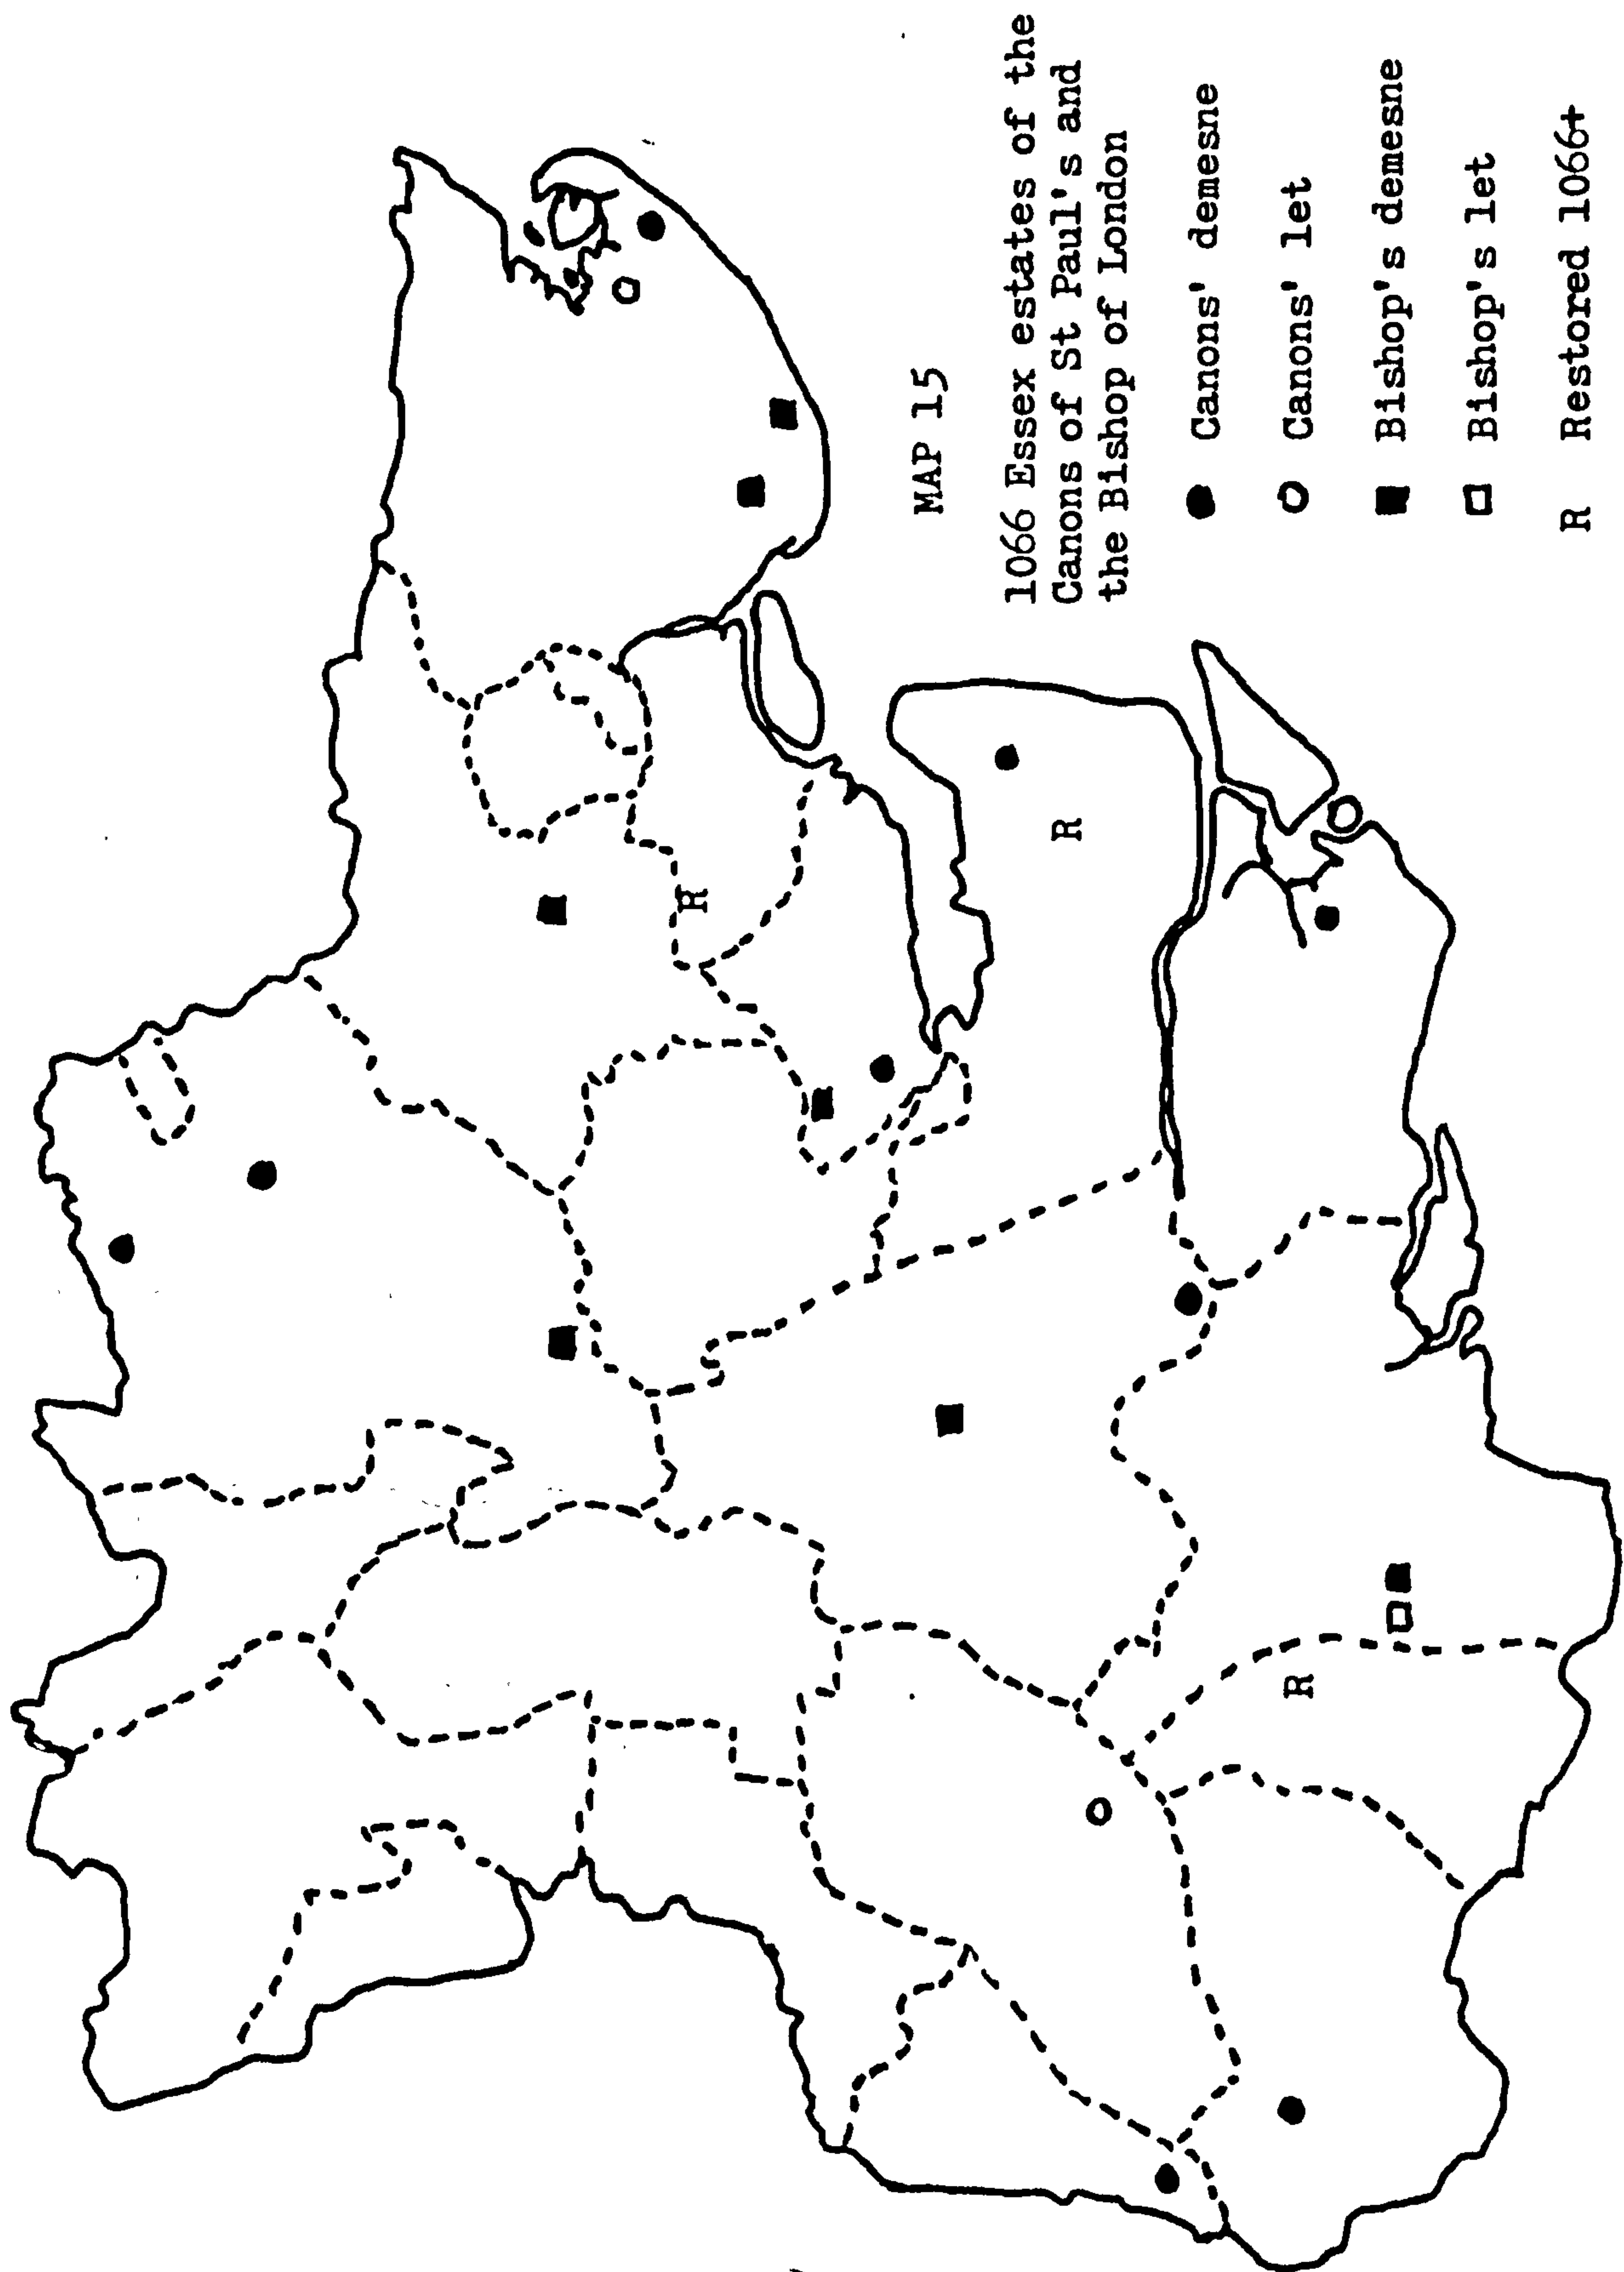 MAP 15
1066 Essex estates of the
Canons of St Paul's and
the Bishop of London
Canons' demesne
Canons' let
Bishop's demesne
Bishop's let
R Restored 1066+
R
R
R